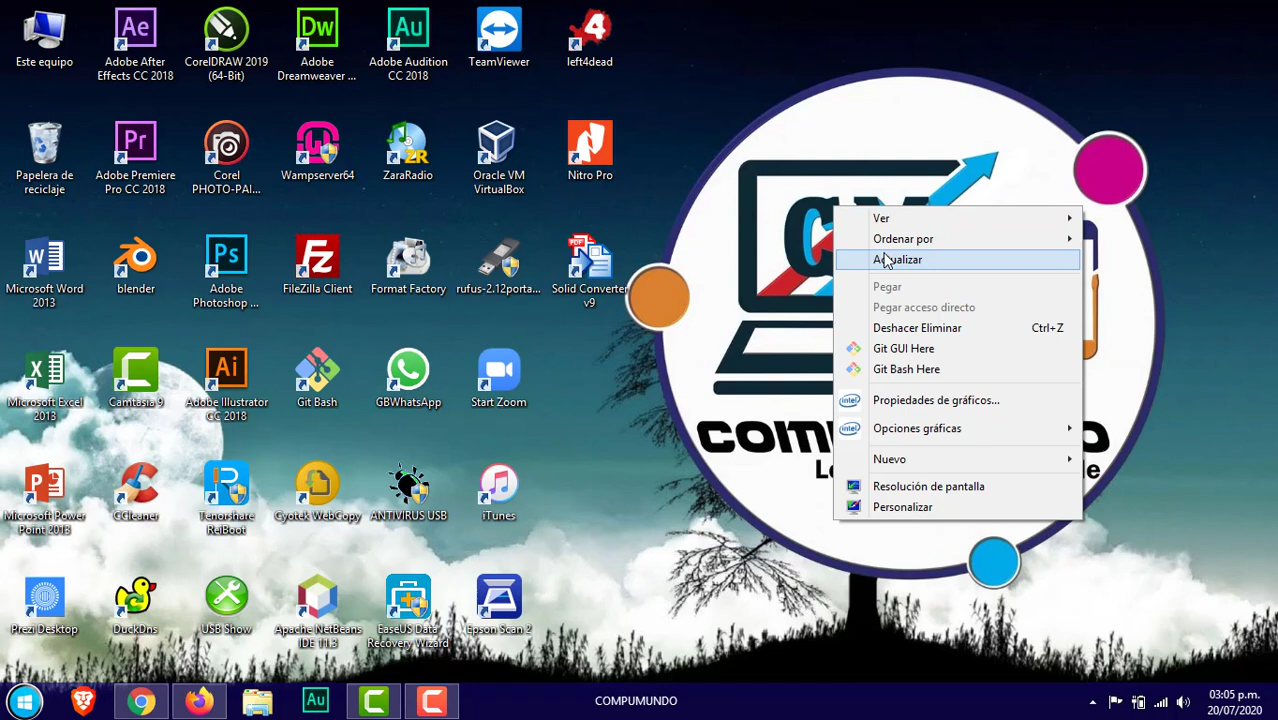 Este equipo
Adobe After
Effects CC 2018
CorelDRAW 2019
(64-Bit)
Adobe
Dreamweaver ...
Adobe Audition
CC 2018
TeamViewer
left4dead
Papelera de
reciclaje
Adobe Premiere
Pro CC 2018
Corel
PHOTO-PAI...
Wampserver64
ZaraRadio
Oracle VM
VirtualBox
Nitro Pro
Microsoft Word
2013
blender
Adobe
Photoshop ...
FileZilla Client
Format Factory
rufus-2.12porta...
Solid Converter
v9
Microsoft Excel
2013
Camtasia 9
Adobe Illustrator
CC 2018
Git Bash
GBWhatsApp
Start Zoom
Microsoft Power
Point 2013
CCleaner
Tenorshare
ReiBoot
Cyotek WebCopy
ANTIVIRUS USB
iTunes
Prezi Desktop
DuckDns
USB Show
Apache NetBeans
IDE 11.3
EaseUS Data
Recovery Wizard
Epson Scan 2
Ver
Ordenar por
Actualizar
Pegar
Pegar acceso directo
Deshacer Eliminar Ctrl+Z
Git GUI Here
Git Bash Here
Propiedades de gráficos...
Opciones gráficas
Nuevo
Resolución de pantalla
Personalizar
COMPUMUNDO
03:05 p.m.
20/07/2020